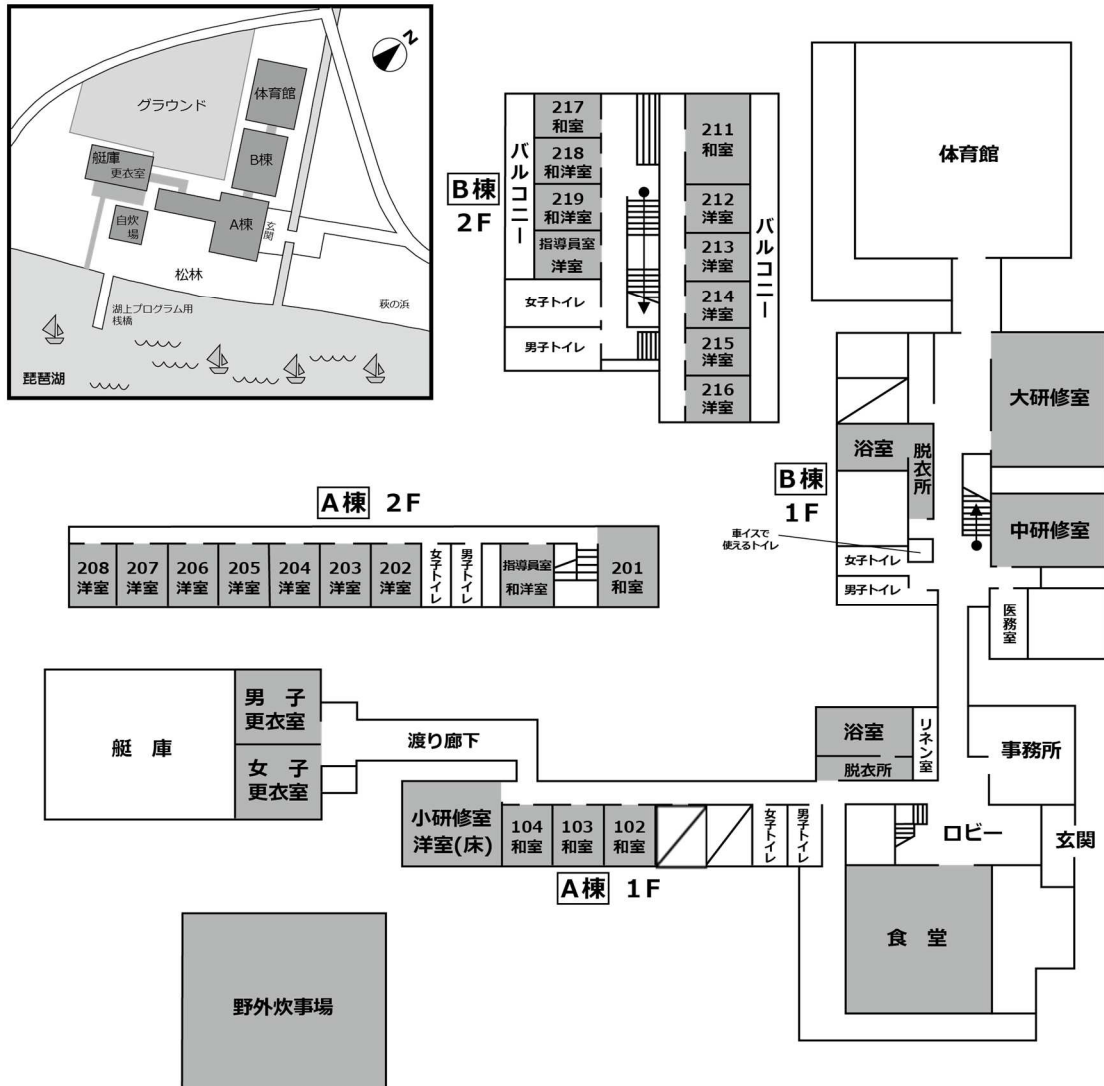 N
グラウンド
体育館
B棟
艇庫
更衣室
自炊
場
A棟
玄関
松林
湖上プログラム用
桟橋
萩の浜
琵琶湖
B棟
2F
バルコニー
217
和室
218
和洋室
219
和洋室
指導員室
洋室
女子トイレ
男子トイレ
211
和室
212
洋室
213
洋室
214
洋室
215
洋室
216
洋室
バルコニー
体育館
大研修室
浴室
脱衣所
B棟
1F
中研修室
車イスで
使えるトイレ
女子トイレ
男子トイレ
医務室
A棟 2F
208
洋室
207
洋室
206
洋室
205
洋室
204
洋室
203
洋室
202
洋室
女子トイレ
男子トイレ
指導員室
和洋室
201
和室
艇 庫
男 子
更衣室
女 子
更衣室
渡り廊下
浴室
脱衣所
リネン室
事務所
小研修室
洋室(床)
104
和室
103
和室
102
和室
女子トイレ
男子トイレ
ロビー
玄関
A棟 1F
食 堂
野外炊事場